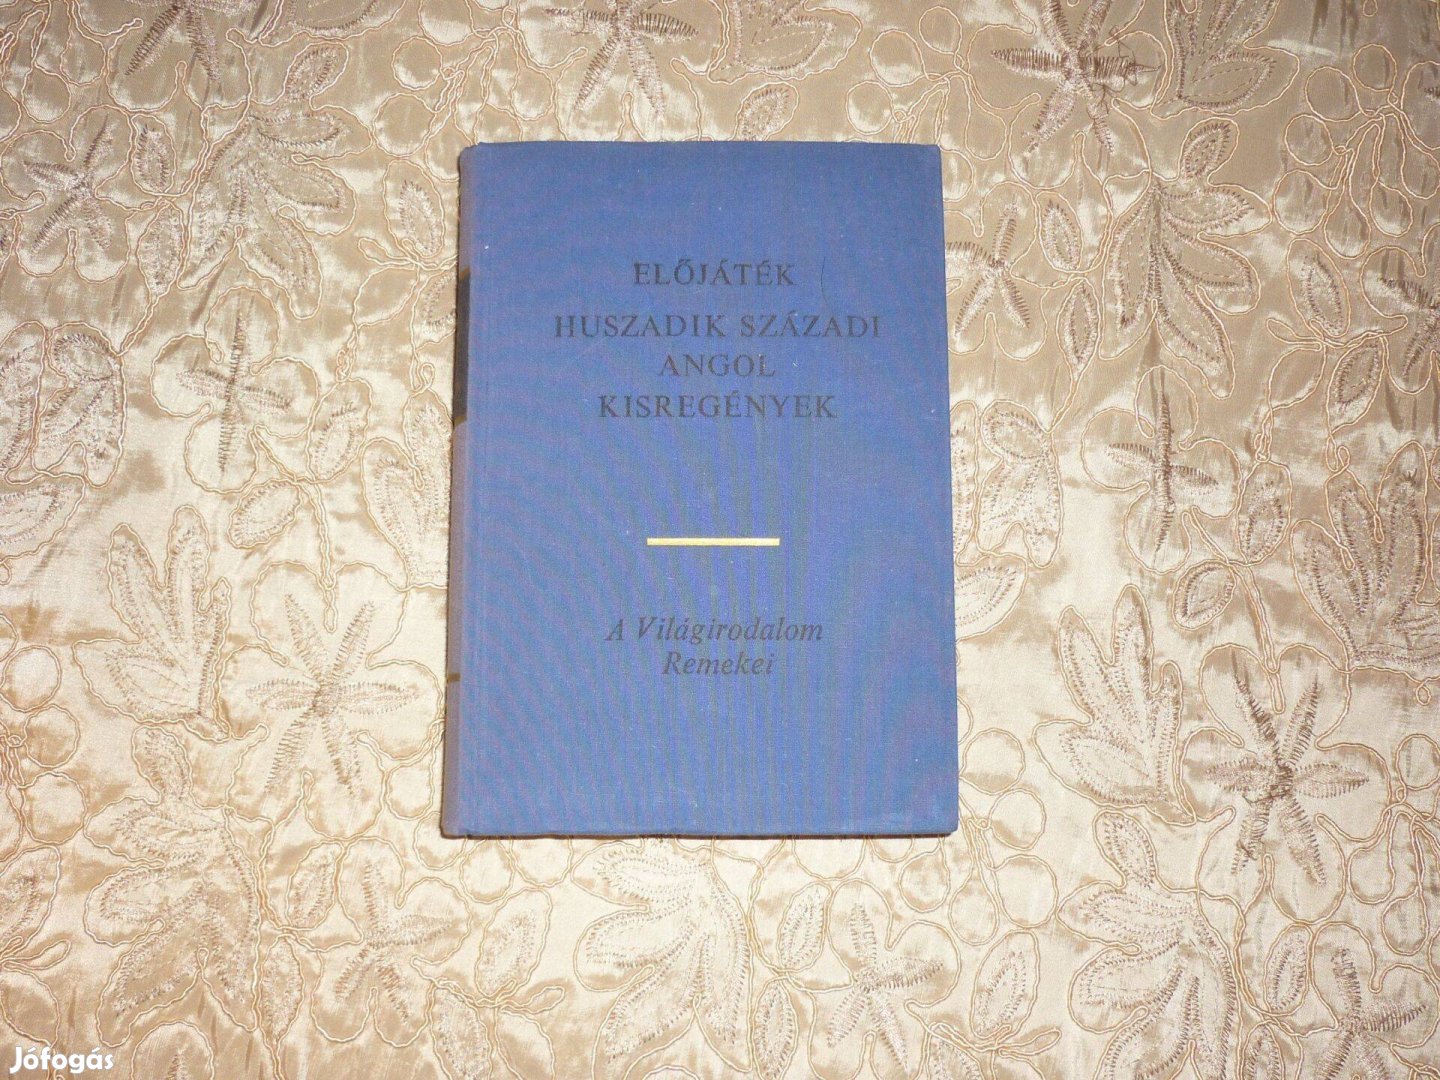 ELŐJÁTÉK
HUSZADIK SZÁZADI
ANGOL
KISREGÉNYEK
A Világirodalom
Remekei
Jófogás